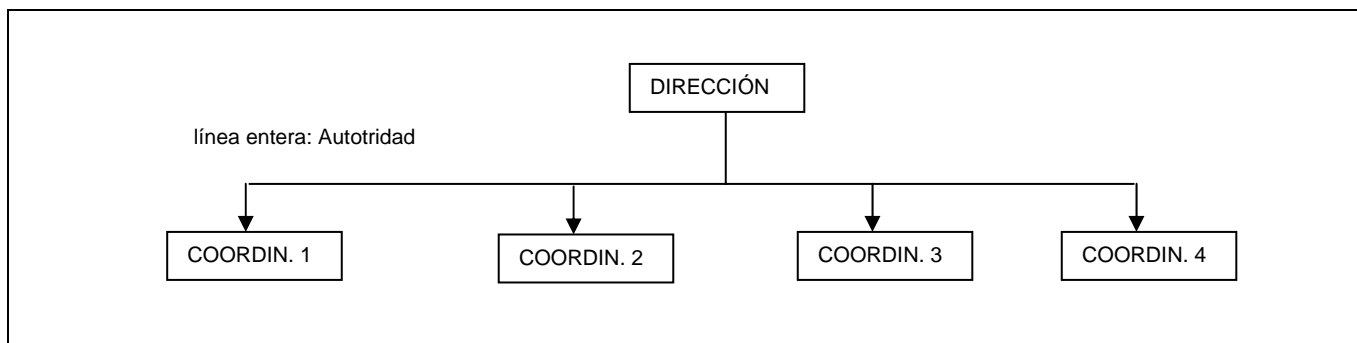 DIRECCIÓN
línea entera: Autotridad
COORDIN. 1
COORDIN. 2
COORDIN. 3
COORDIN. 4